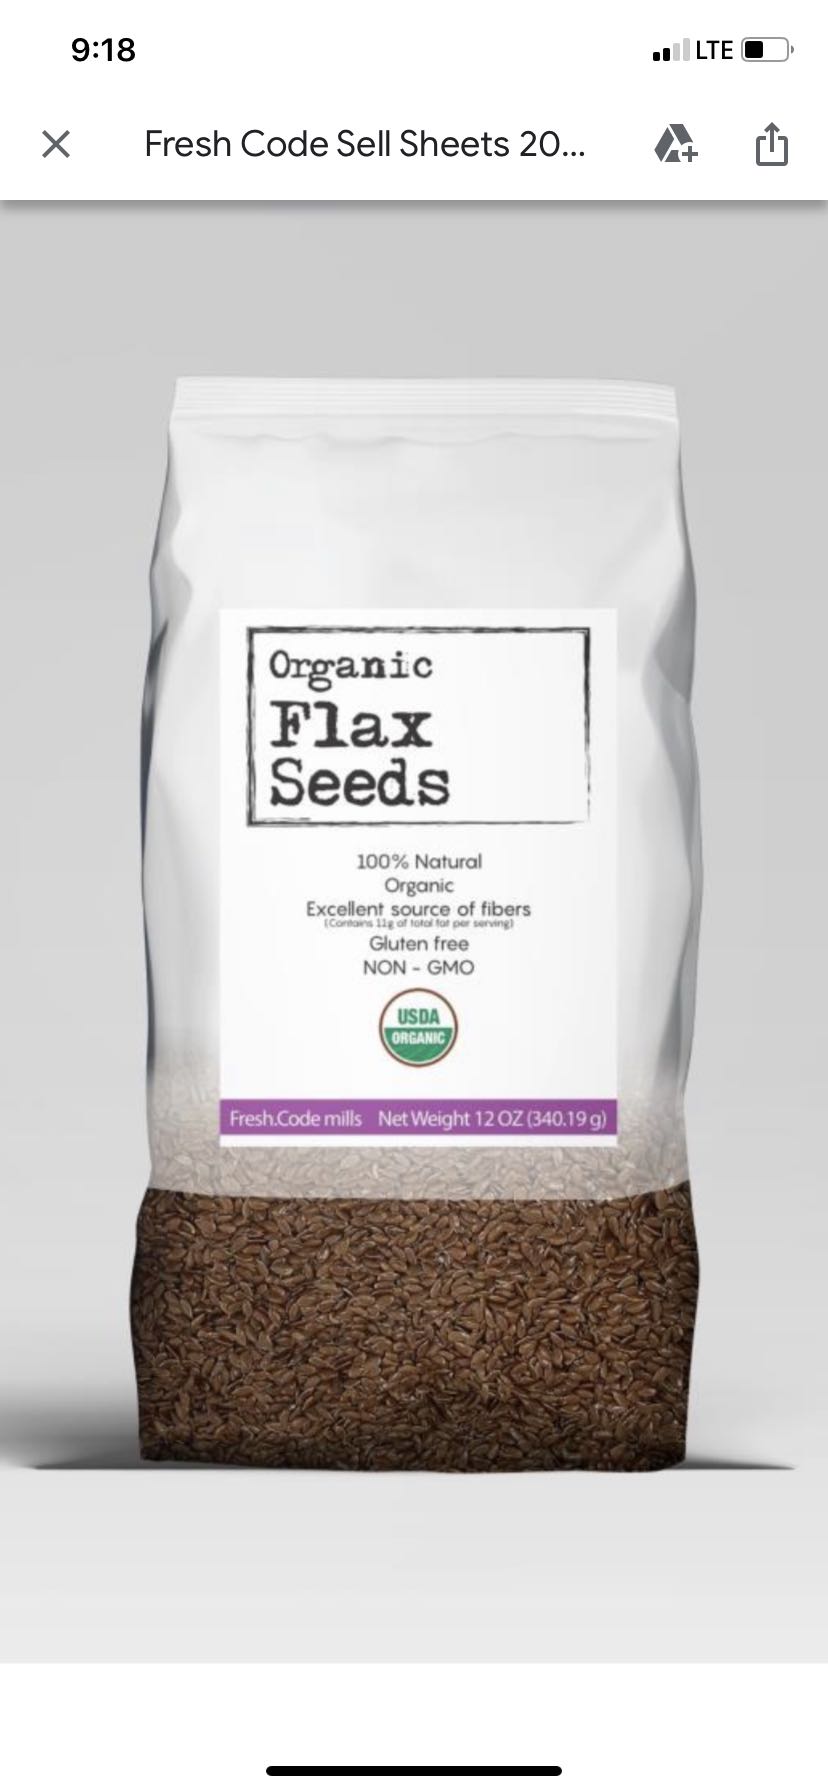 9:18
LTE
Fresh Code Sell Sheets 20...
Organic
Flax
Seeds
100% Natural
Organic
Excellent source of fibers
(Contains 11g of total fat per serving)
Gluten free
NON - GMO
USDA
ORGANIC
Fresh.Code mills Net Weight 12 OZ (340.19 g)